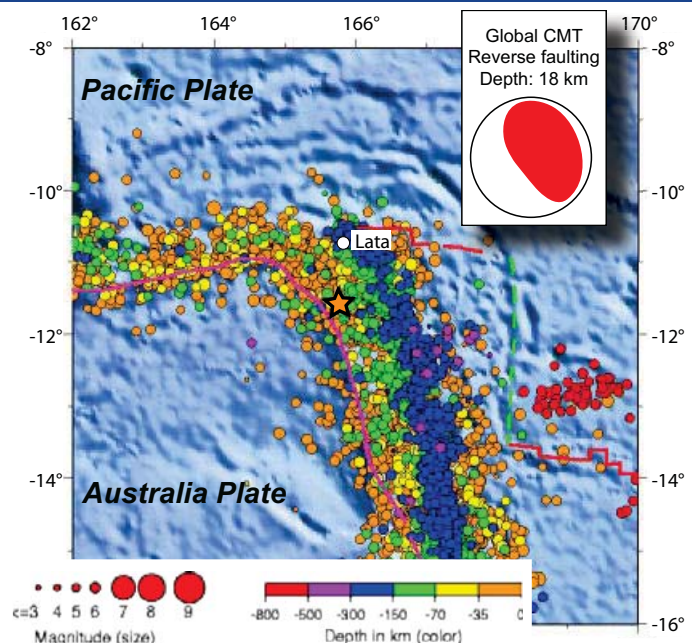 162°
164°
166°
170°
-8°
-8°
Global CMT
Reverse faulting
Depth: 18 km
Pacific Plate
-10°
-10°
Lata
-12°
-12°
-14°
-14°
Australia Plate
-16°
<=3 4 5 6 7 8 9
Magnitude (size)
-800 -500 -300 -150 -70 -35 0
Depth in km (color)